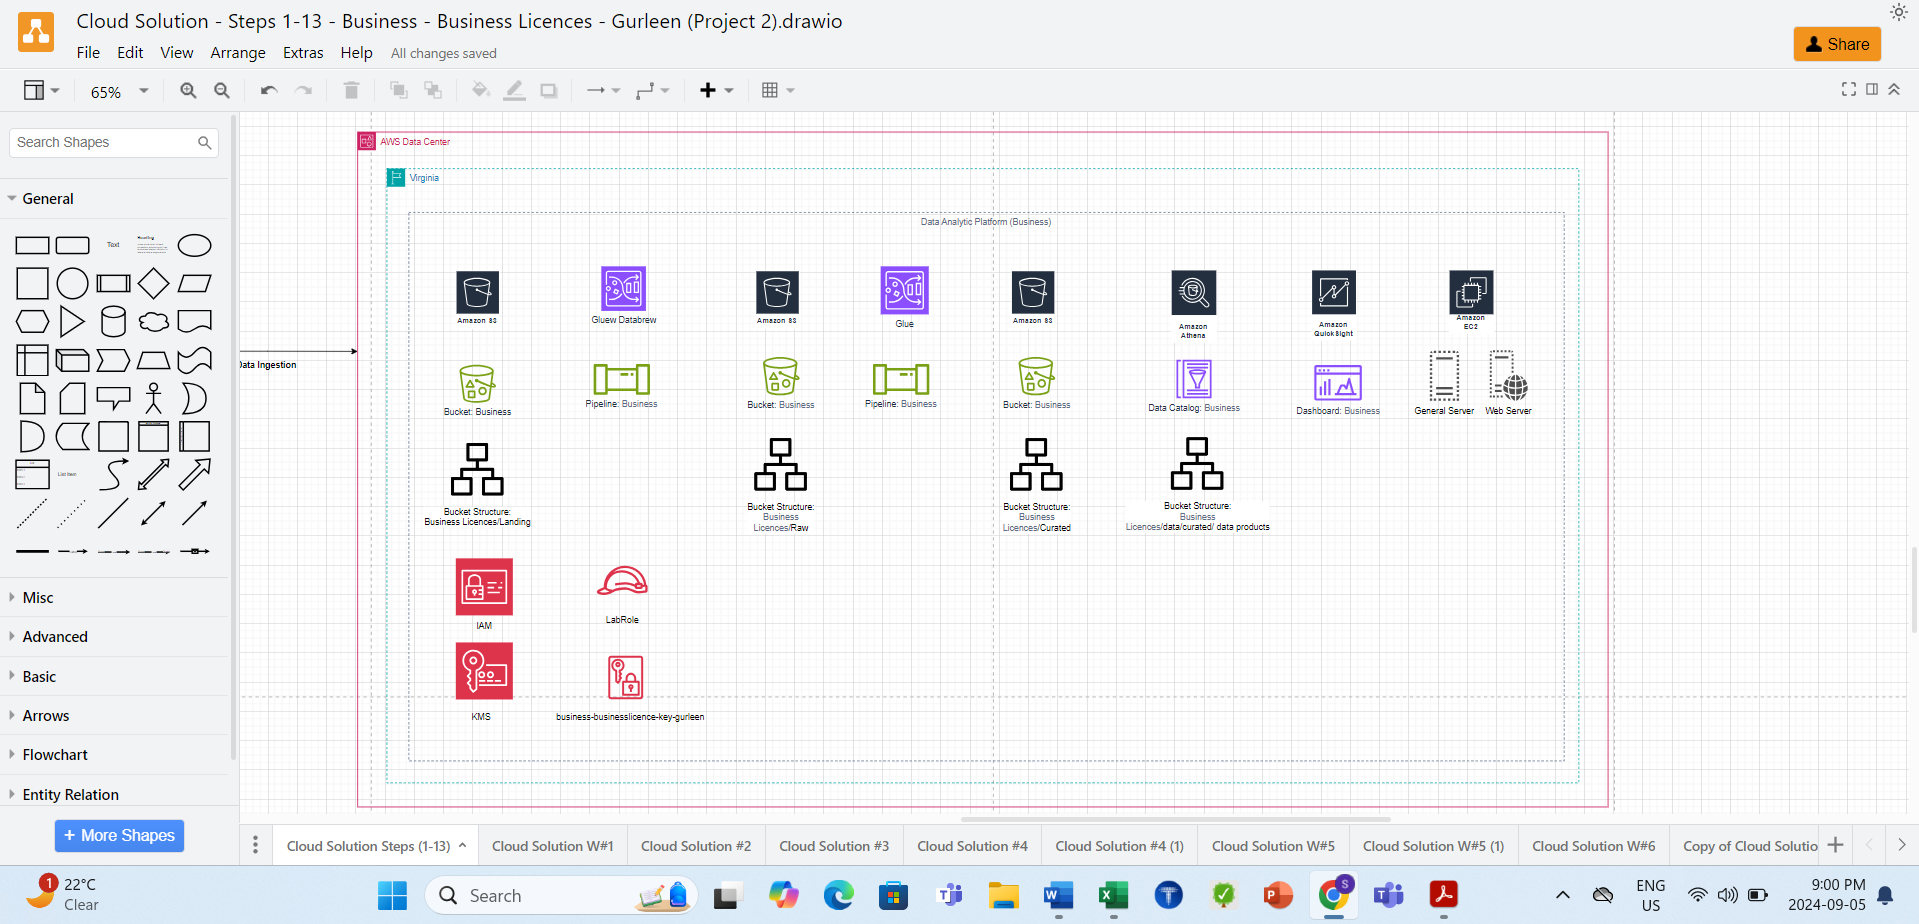 Cloud Solution - Steps 1-13 - Business - Business Licences - Gurleen (Project 2).drawio
File Edit View Arrange Extras Help All changes saved
Share
65%
Search Shapes
General
Text
Heading
List Item
Misc
Advanced
Basic
Arrows
Flowchart
Entity Relation
+ More Shapes
AWS Data Center
Virginia
Data Analytic Platform (Business)
Data Ingestion
Amazon S3
Gluew Databrew
Amazon S3
Glue
Amazon S3
Amazon
Athena
Amazon
QuickSight
Amazon
EC2
Bucket: Business
Pipeline: Business
Bucket: Business
Pipeline: Business
Bucket: Business
Data Catalog: Business
Dashboard: Business
General Server
Web Server
Bucket Structure:
Business Licences/Landing
Bucket Structure:
Business
Licences/Raw
Bucket Structure:
Business
Licences/Curated
Bucket Structure:
Business
Licences/data/curated/ data products
IAM
LabRole
KMS
business-businesslicence-key-gurleen
Cloud Solution Steps (1-13)
Cloud Solution W#1
Cloud Solution #2
Cloud Solution #3
Cloud Solution #4
Cloud Solution #4 (1)
Cloud Solution W#5
Cloud Solution W#5 (1)
Cloud Solution W#6
Copy of Cloud Solutio
1
22°C
Clear
Search
S
ENG
US
9:00 PM
2024-09-05